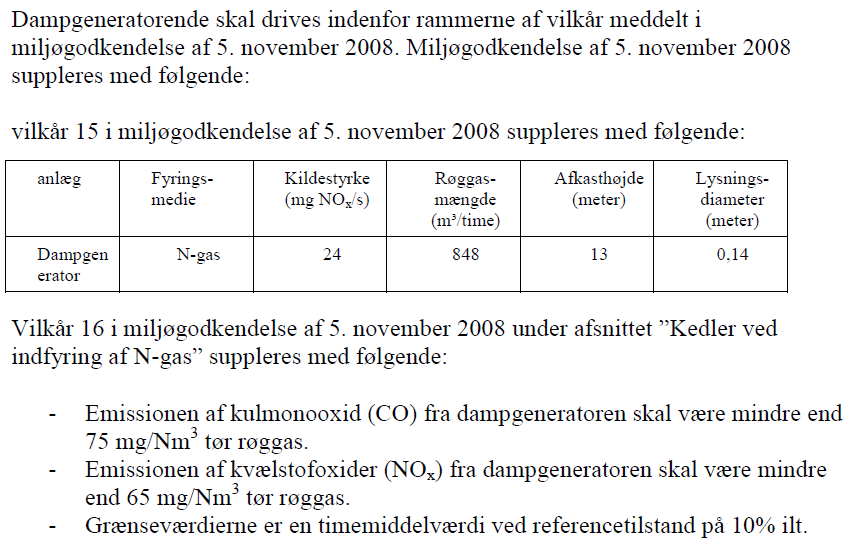 Dampgeneratorende skal drives indenfor rammerne af vilkår meddelt i
miljøgodkendelse af 5. november 2008. Miljøgodkendelse af 5. november 2008
suppleres med følgende:
vilkår 15 i miljøgodkendelse af 5. november 2008 suppleres med følgende:
anlæg Fyrings- Kildestyrke Røggas- Afkasthøjde Lysnings-
medie (mg NOx/s) mængde (meter) diameter
(m³/time) (meter)
Dampgen N-gas 24 848 13 0,14
erator
Vilkår 16 i miljøgodkendelse af 5. november 2008 under afsnittet ”Kedler ved
indfyring af N-gas” suppleres med følgende:
- Emissionen af kulmonooxid (CO) fra dampgeneratoren skal være mindre end
75 mg/Nm³ tør røggas.
- Emissionen af kvælstofoxider (NOx) fra dampgeneratoren skal være mindre
end 65 mg/Nm³ tør røggas.
- Grænseværdierne er en timemiddelværdi ved referencetilstand på 10% ilt.